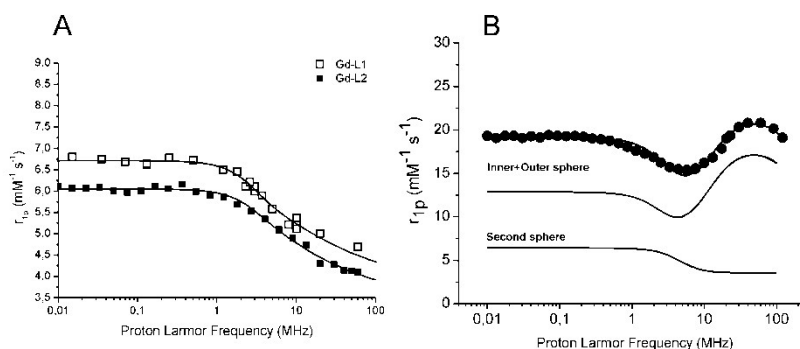 A
9,0
8,5
8,0
7,5
7,0
6,5
6,0
5,5
5,0
4,5
4,0
3,5
r1p (mM-1 s-1)
Gd-L1
Gd-L2
0,01 0,1 1 10 100
Proton Larmor Frequency (MHz)
B
30
25
20
15
10
5
0
r1p (mM-1 s-1)
Inner+Outer sphere
Second sphere
0,01 0,1 1 10 100
Proton Larmor Frequency (MHz)